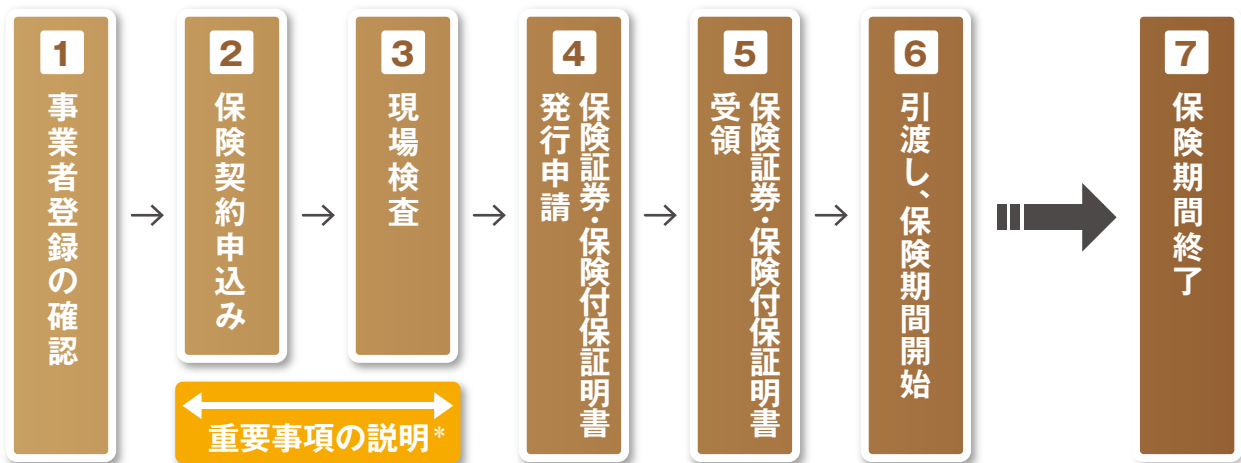 1
事業者登録の確認
2
保険契約申込み
3
現場検査
4
保険証券・保険付保証明書
発行申請
5
保険証券・保険付保証明書
受領
6
引渡し、保険期間開始
7
保険期間終了
重要事項の説明*